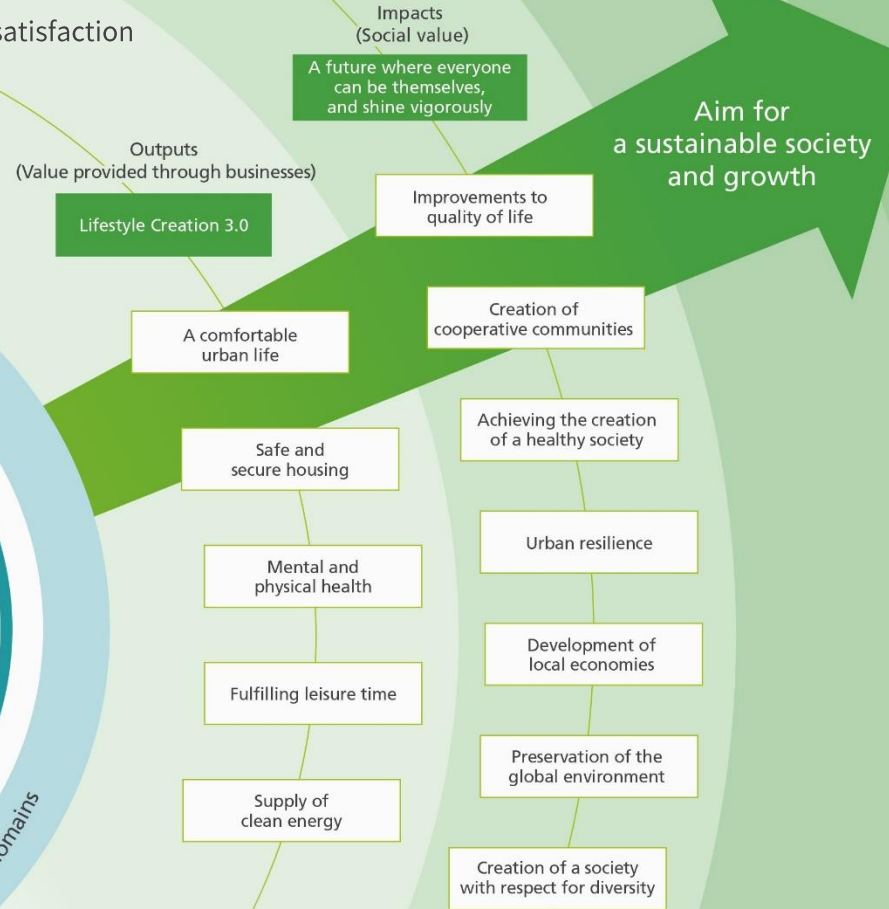 satisfaction
Impacts
(Social value)
A future where everyone
can be themselves,
and shine vigorously
Aim for
a sustainable society
and growth
Outputs
(Value provided through businesses)
Lifestyle Creation 3.0
Improvements to
quality of life
A comfortable
urban life
Creation of
cooperative communities
Safe and
secure housing
Achieving the creation
of a healthy society
Mental and
physical health
Urban resilience
Fulfilling leisure time
Development of
local economies
Supply of
clean energy
Preservation of the
global environment
Creation of a society
with respect for diversity
omains